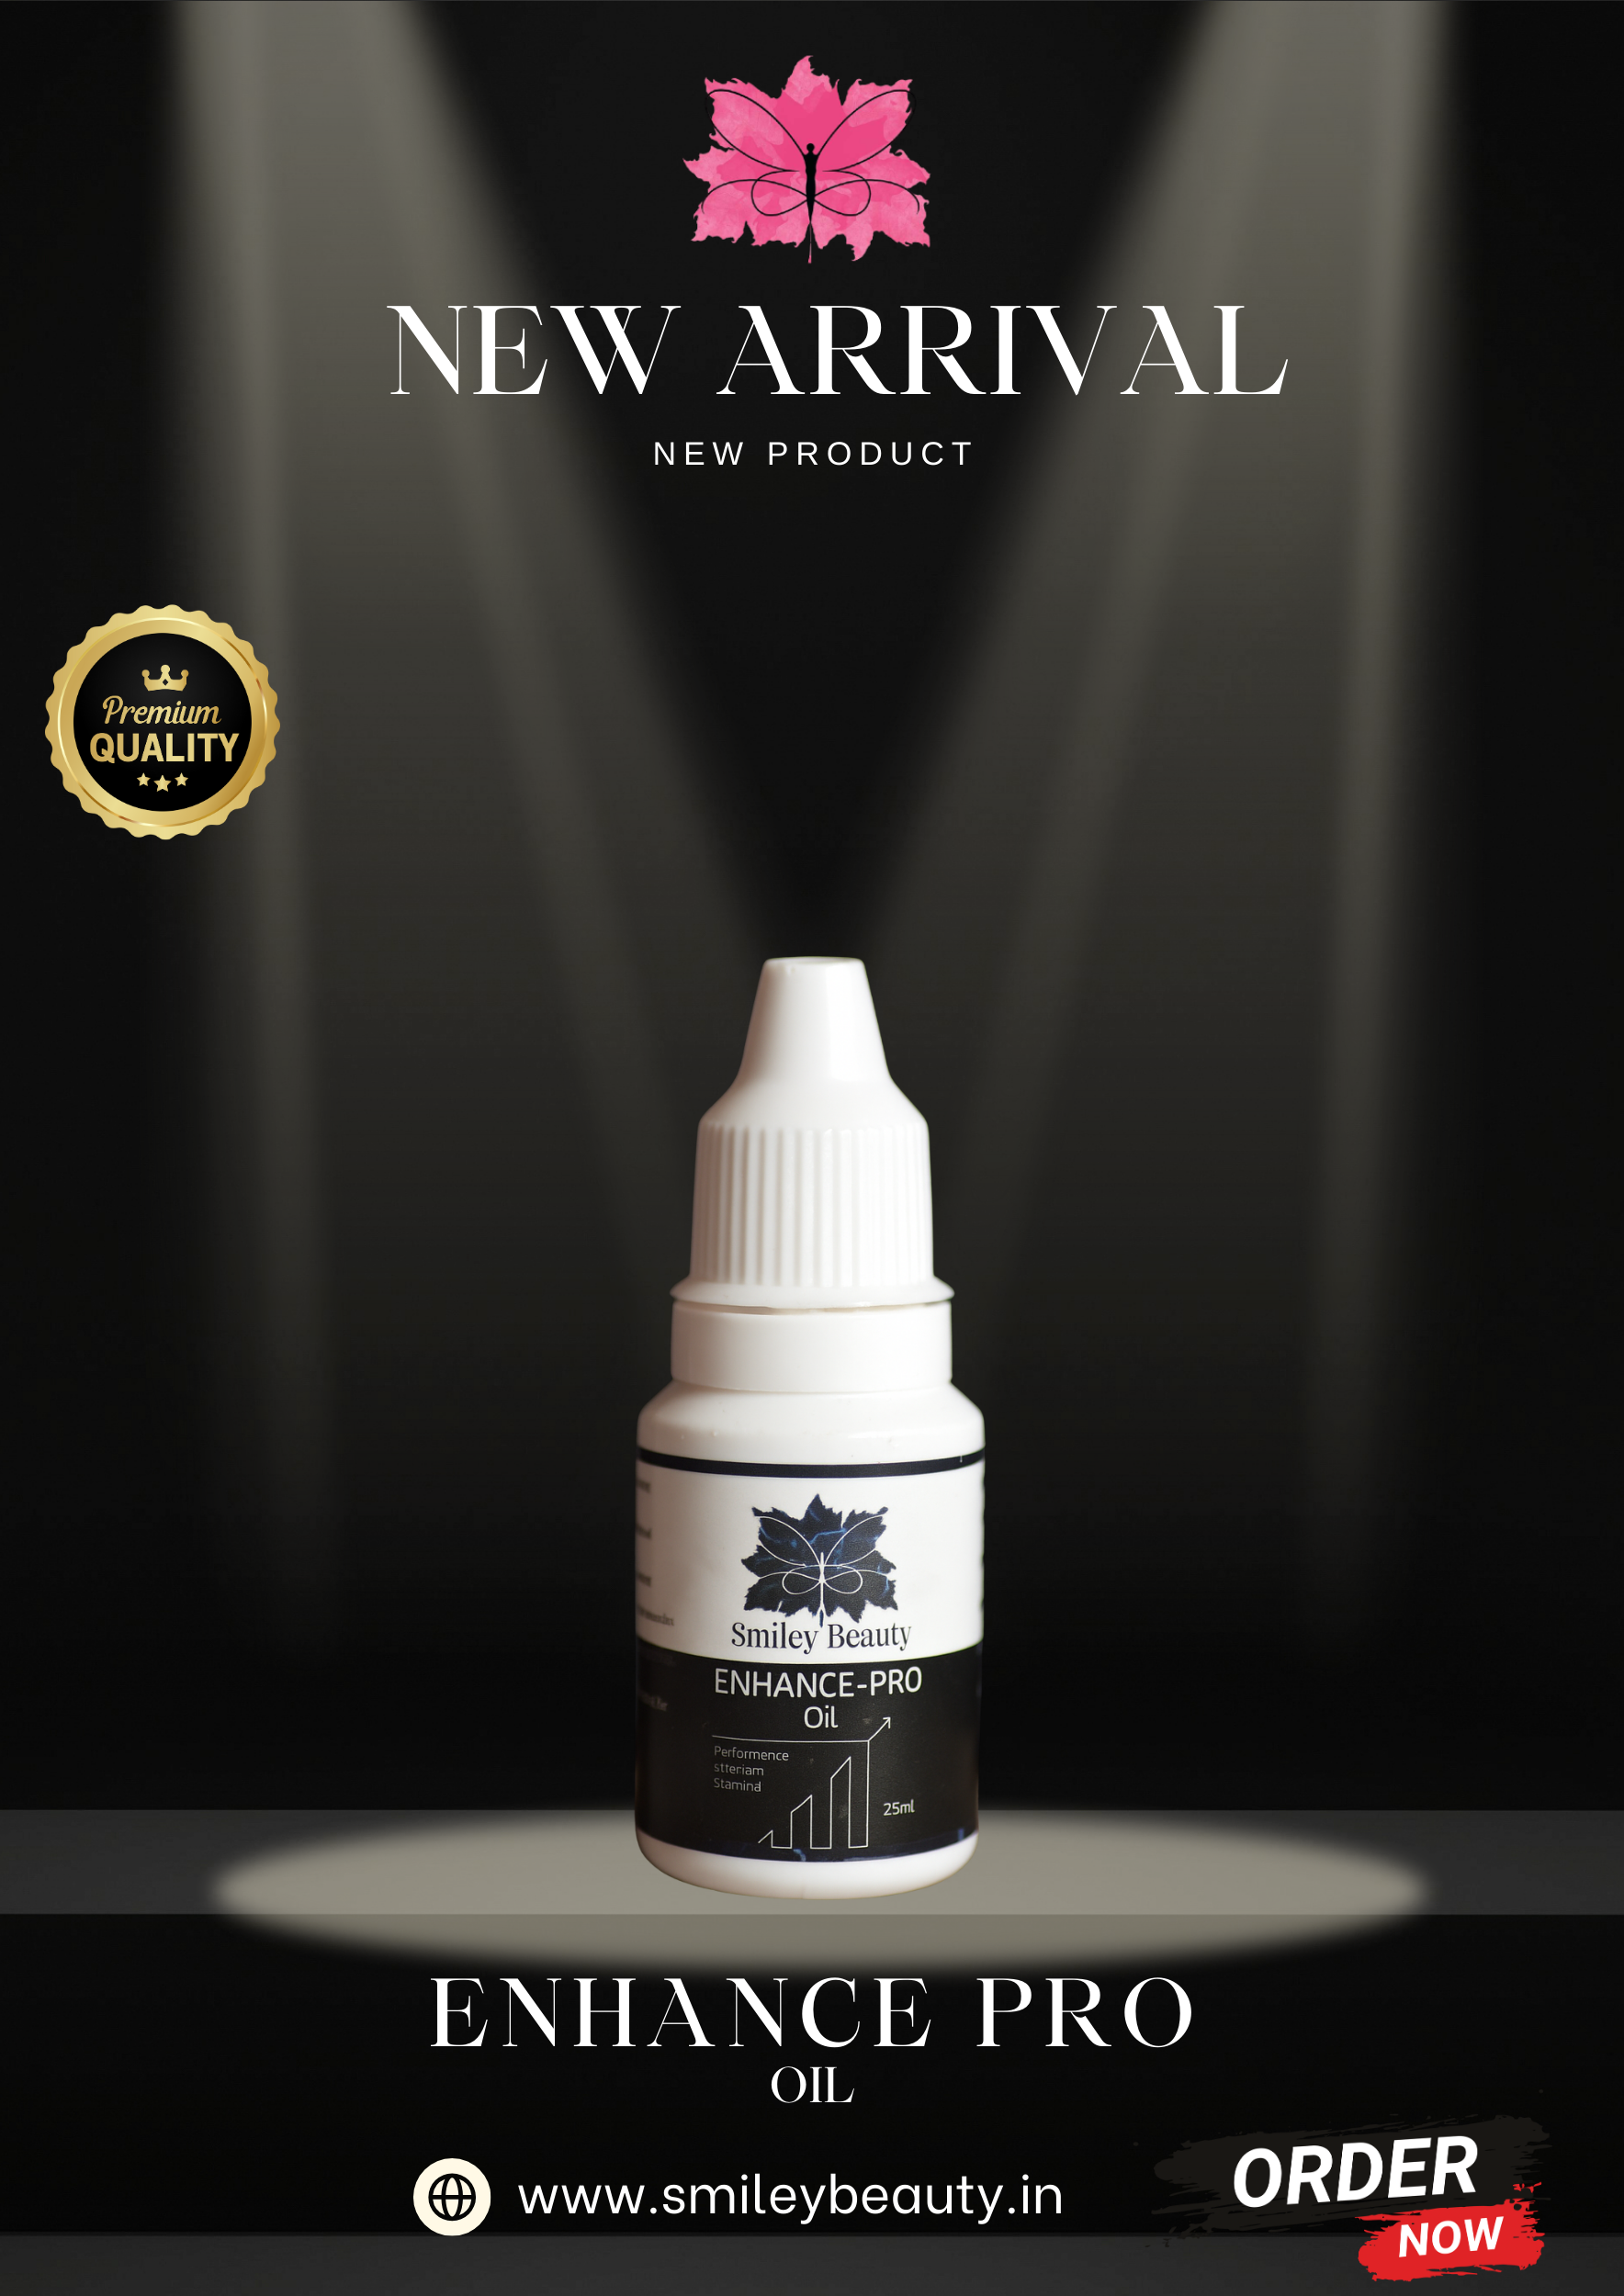 NEW ARRIVAL
NEW PRODUCT
Premium
QUALITY
Smiley Beauty
ENHANCE-PRO
Oil
Performence
stteriam
Stamind
25ml
ENHANCE PRO
OIL
www.smileybeauty.in
ORDER
NOW